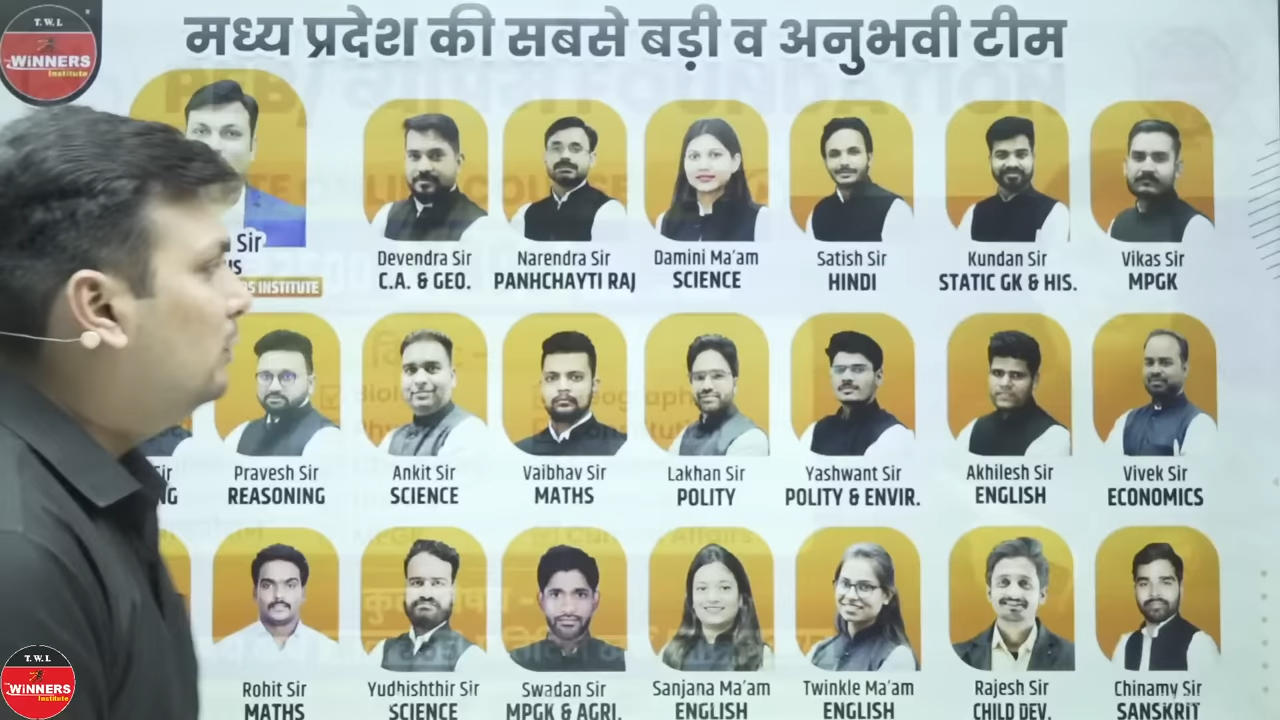 T.W.I.
WiNNERS
Institute
मध्य प्रदेश की सबसे बड़ी व अनुभवी टीम
Sir
INSTITUTE
Devendra Sir
C.A. & GEO.
Narendra Sir
PANHCHAYTI RAJ
Damini Ma'am
SCIENCE
Satish Sir
HINDI
Kundan Sir
STATIC GK & HIS.
Vikas Sir
MPGK
Pravesh Sir
REASONING
Ankit Sir
SCIENCE
Vaibhav Sir
MATHS
Lakhan Sir
POLITY
Yashwant Sir
POLITY & ENVIR.
Akhilesh Sir
ENGLISH
Vivek Sir
ECONOMICS
Rohit Sir
MATHS
Yudhishthir Sir
SCIENCE
Swadan Sir
MPGK & AGRI.
Sanjana Ma'am
ENGLISH
Twinkle Ma'am
ENGLISH
Rajesh Sir
CHILD DEV.
Chinamy Sir
SANSKRIT
T.W.I.
WiNNERS
Institute